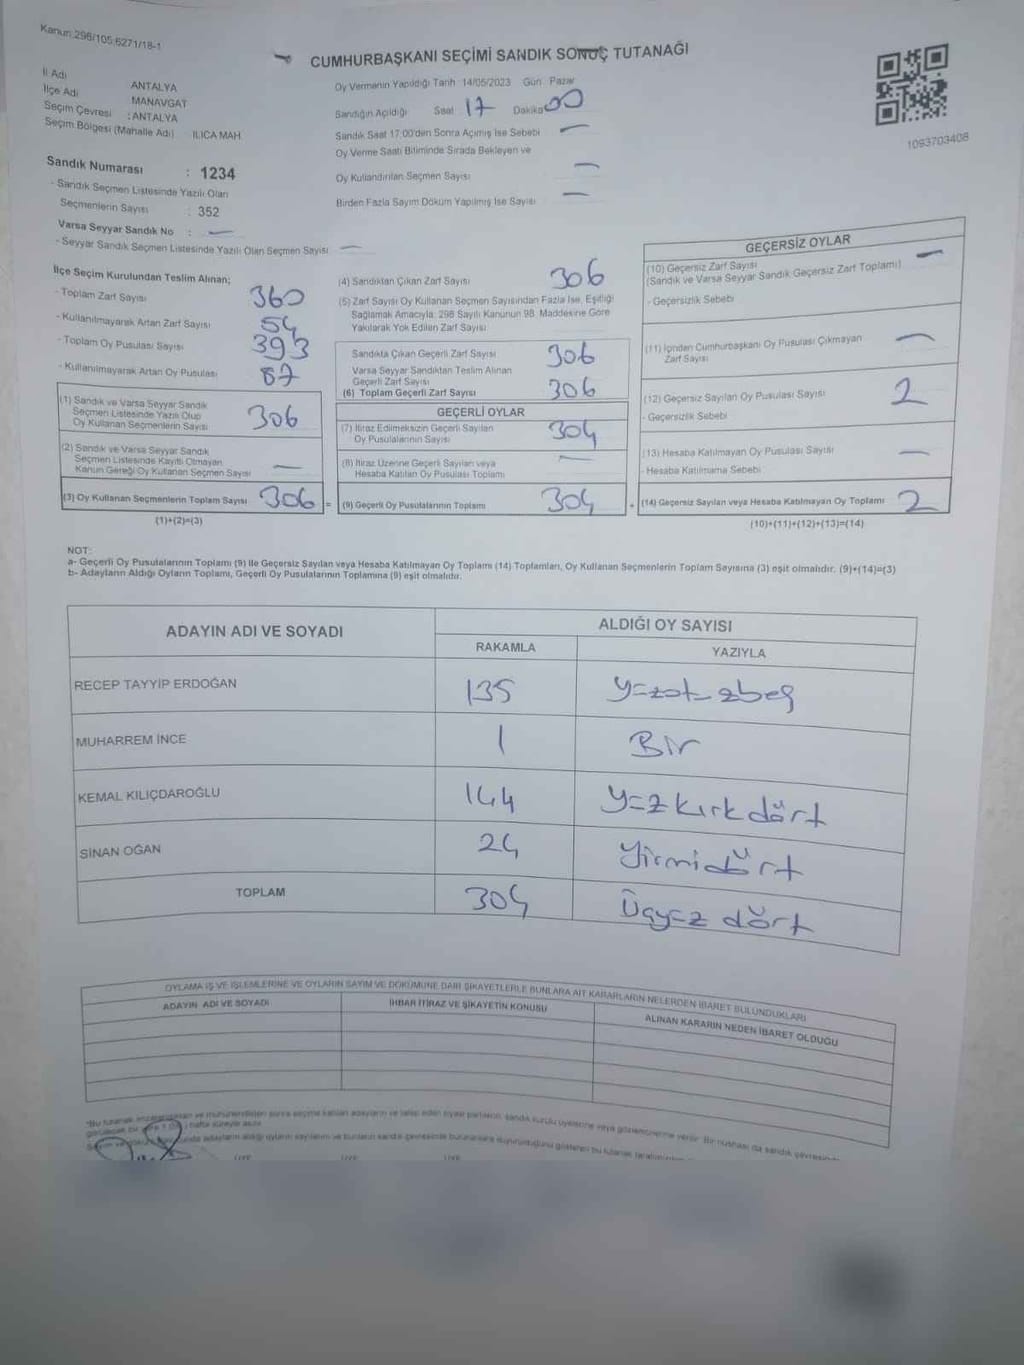 Kanun:298/105;6271/18-1
CUMHURBAŞKANI SEÇİMİ SANDIK SONUÇ TUTANAĞI
İl Adı ANTALYA
İlçe Adı MANAVGAT
Seçim Çevresi : ANTALYA
Seçim Bölgesi (Mahalle Adı) ILICA MAH
Oy Vermenin Yapıldığı Tarih :14/05/2023 Gün: Pazar
Sandığın Açıldığı Saat 17 Dakika 00
Sandık Saat 17:00'den Sonra Açılmış İse Sebebi —
Oy Verme Saati Bitiminde Sırada Bekleyen ve
Oy Kullandırılan Seçmen Sayısı —
Birden Fazla Sayım Döküm Yapılmış İse Sayısı —
1093703408
Sandık Numarası : 1234
- Sandık Seçmen Listesinde Yazılı Olan
Seçmenlerin Sayısı : 352
Varsa Seyyar Sandık No : —
- Seyyar Sandık Seçmen Listesinde Yazılı Olan Seçmen Sayısı —
İlçe Seçim Kurulundan Teslim Alınan;
- Toplam Zarf Sayısı 360
- Kullanılmayarak Artan Zarf Sayısı 54
- Toplam Oy Pusulası Sayısı 393
- Kullanılmayarak Artan Oy Pusulası 87
(1) Sandık ve Varsa Seyyar Sandık
Seçmen Listesinde Yazılı Olup
Oy Kullanan Seçmenlerin Sayısı 306
(2) Sandık ve Varsa Seyyar Sandık
Seçmen Listesinde Kayıtlı Olmayan
Kanun Gereği Oy Kullanan Seçmen Sayısı —
(3) Oy Kullanan Seçmenlerin Toplam Sayısı 306 =
(1)+(2)=(3)
(4) Sandıktan Çıkan Zarf Sayısı 306
(5) Zarf Sayısı Oy Kullanan Seçmen Sayısından Fazla İse, Eşitliği
Sağlamak Amacıyla; 298 Sayılı Kanunun 98. Maddesine Göre
Yakılarak Yok Edilen Zarf Sayısı
Sandıkta Çıkan Geçerli Zarf Sayısı 306
Varsa Seyyar Sandıktan Teslim Alınan
Geçerli Zarf Sayısı
(6) Toplam Geçerli Zarf Sayısı 306
GEÇERLİ OYLAR
(7) İtiraz Edilmeksizin Geçerli Sayılan
Oy Pusulalarının Sayısı 304
(8) İtiraz Üzerine Geçerli Sayılan veya
Hesaba Katılan Oy Pusulası Toplamı —
(9) Geçerli Oy Pusulalarının Toplamı 304 +
GEÇERSİZ OYLAR
(10) Geçersiz Zarf Sayısı
(Sandık ve Varsa Seyyar Sandık Geçersiz Zarf Toplamı) —
- Geçersizlik Sebebi
(11) İçinden Cumhurbaşkanı Oy Pusulası Çıkmayan
Zarf Sayısı —
(12) Geçersiz Sayılan Oy Pusulası Sayısı 2
- Geçersizlik Sebebi
(13) Hesaba Katılmayan Oy Pusulası Sayısı —
- Hesaba Katılmama Sebebi
(14) Geçersiz Sayılan veya Hesaba Katılmayan Oy Toplamı 2
(10)+(11)+(12)+(13)=(14)
NOT:
a- Geçerli Oy Pusulalarının Toplamı (9) ile Geçersiz Sayılan veya Hesaba Katılmayan Oy Toplamı (14) Toplamları, Oy Kullanan Seçmenlerin Toplam Sayısına (3) eşit olmalıdır. (9)+(14)=(3)
b- Adayların Aldığı Oyların Toplamı, Geçerli Oy Pusulalarının Toplamına (9) eşit olmalıdır.
ADAYIN ADI VE SOYADI ALDIĞI OY SAYISI
RAKAMLA YAZIYLA
RECEP TAYYİP ERDOĞAN 135 yüzotuzbeş
MUHARREM İNCE 1 Bir
KEMAL KILIÇDAROĞLU 144 yüzkırkdört
SİNAN OĞAN 24 yirmidört
TOPLAM 304 Üçyüz dört
OYLAMA İŞ VE İŞLEMLERİNE VE OYLARIN SAYIM VE DÖKÜMÜNE DAİR ŞİKAYETLERLE BUNLARA AİT KARARLARIN NELERDEN İBARET BULUNDUKLARI
ADAYIN ADI VE SOYADI İHBAR İTİRAZ VE ŞİKAYETİN KONUSU ALINAN KARARIN NEDEN İBARET OLDUĞU